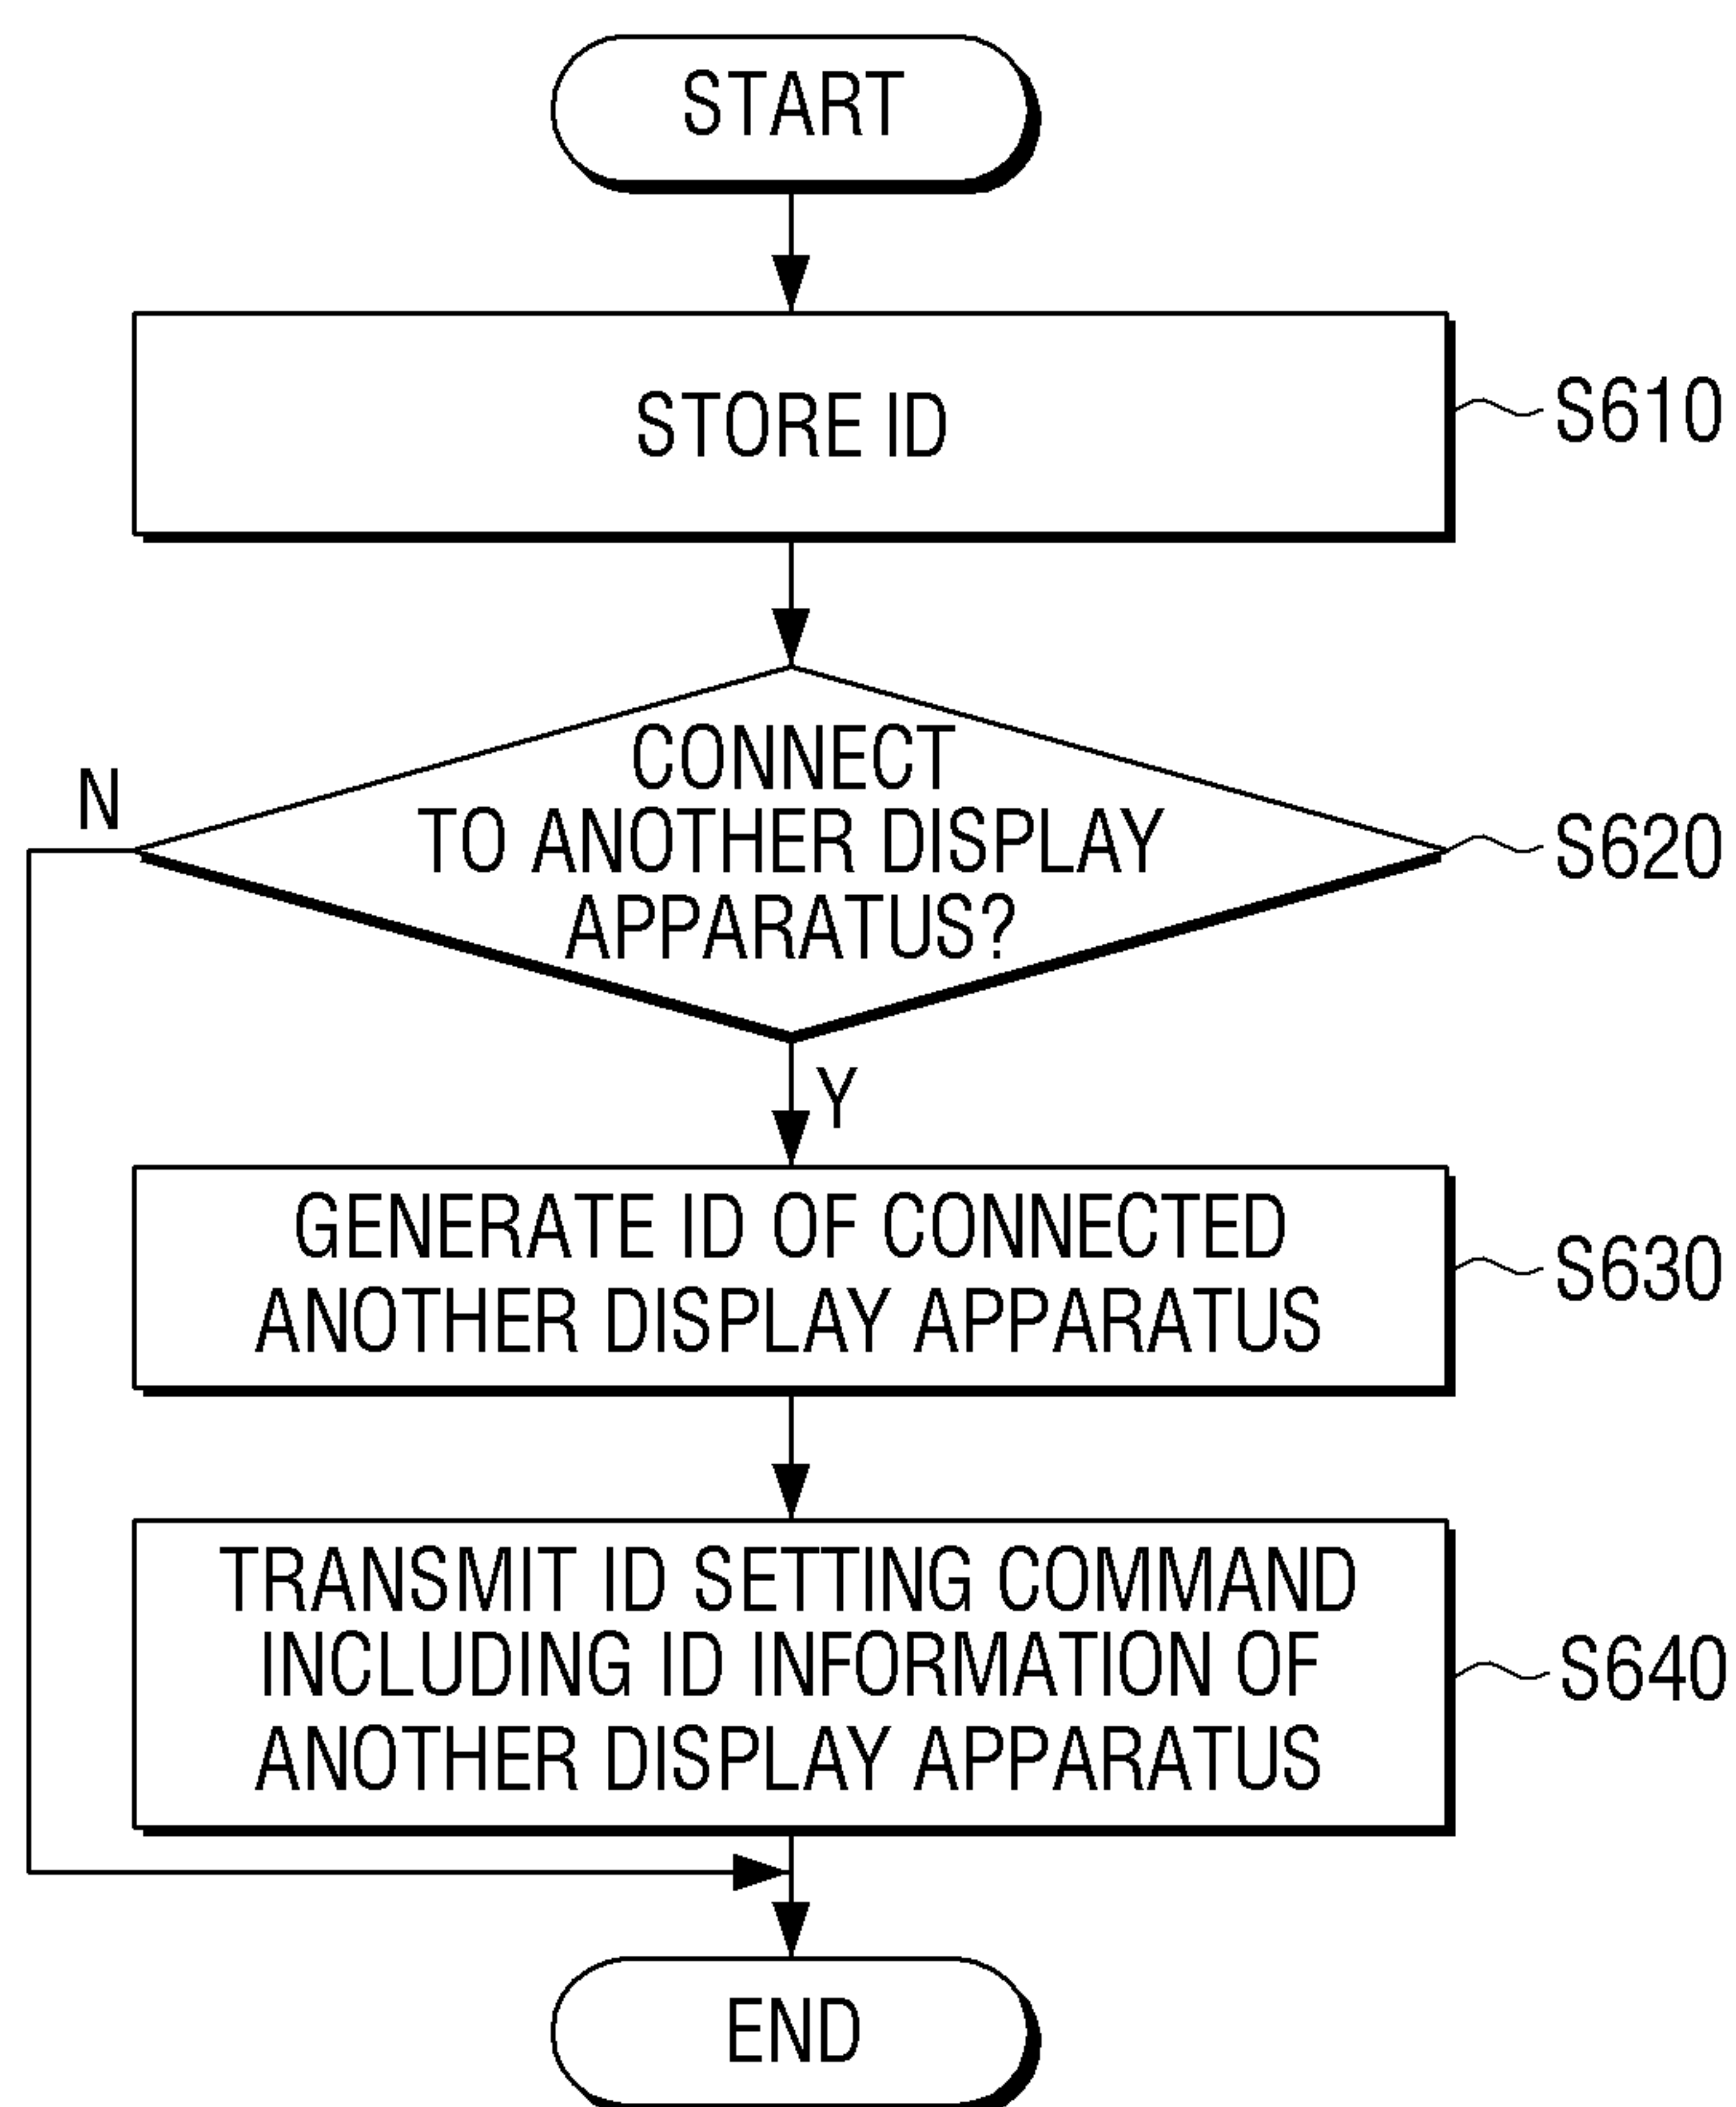 START
STORE ID
S610
CONNECT
TO ANOTHER DISPLAY
APPARATUS?
N
S620
Y
GENERATE ID OF CONNECTED
ANOTHER DISPLAY APPARATUS
S630
TRANSMIT ID SETTING COMMAND
INCLUDING ID INFORMATION OF
ANOTHER DISPLAY APPARATUS
S640
END